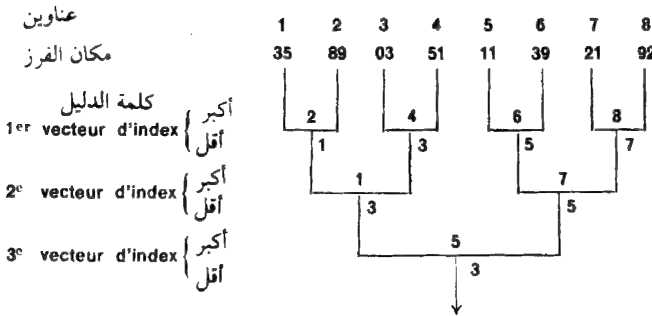 عناوين 1 2 3 4 5 6 7 8
مكان الفرز 35 89 03 51 11 39 21 92
كلمة الدليل
1er vecteur d'index { أكبر 2 4 6 8
أقل 1 3 5 7
2e vecteur d'index { أكبر 1 7
أقل 3 5
3e vecteur d'index { أكبر 5
أقل 3